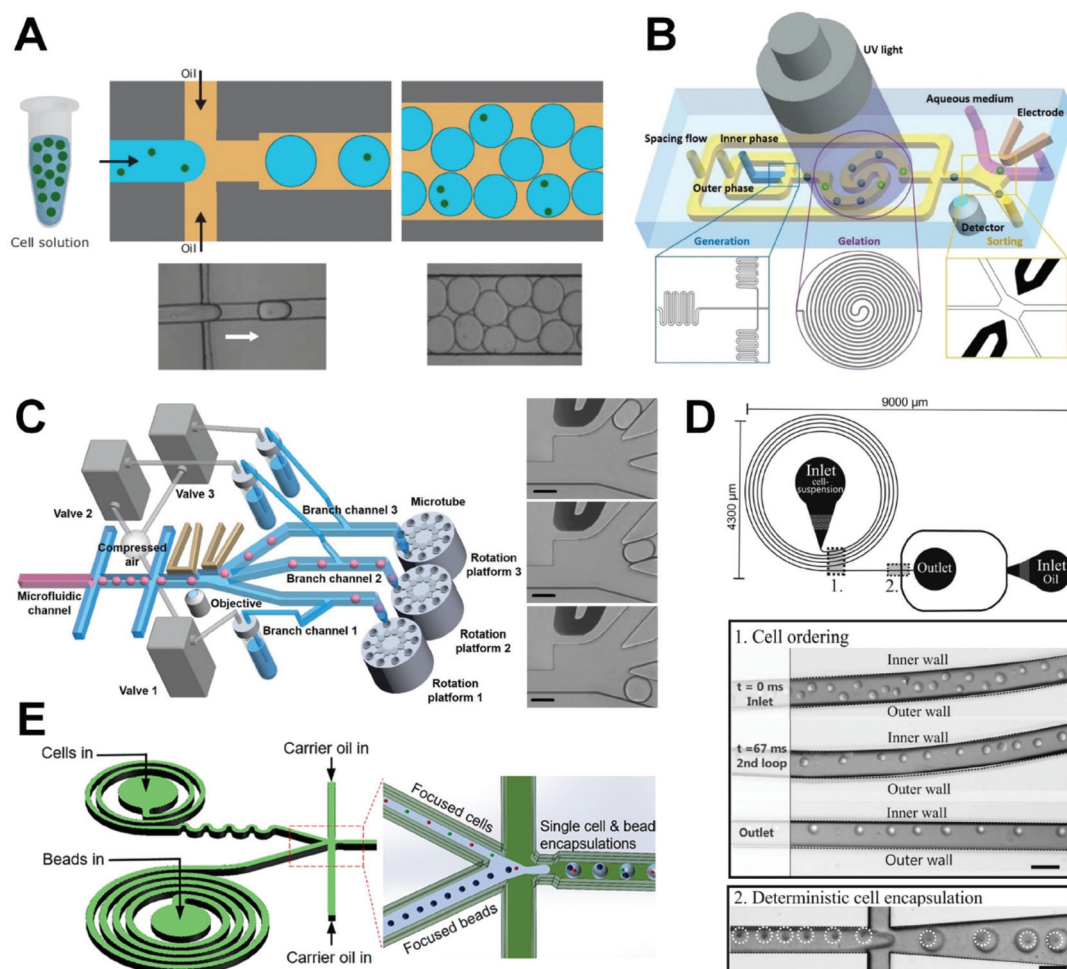 A
Oil
Cell solution
Oil
B
UV light
Aqueous medium
Electrode
Spacing flow
Inner phase
Outer phase
Detector
Generation
Gelation
Sorting
C
Valve 3
Valve 2
Compressed
air
Branch channel 3
Microtube
Rotation
platform 3
Branch channel 2
Microfluidic
channel
Objective
Branch channel 1
Rotation
platform 2
Valve 1
Rotation
platform 1
D
9000 µm
4300 µm
Inlet
cell-
suspension
1.
2.
Outlet
Inlet
Oil
1. Cell ordering
Inner wall
t = 0 ms
Inlet
Outer wall
Inner wall
t =67 ms
2nd loop
Outer wall
Inner wall
Outlet
Outer wall
2. Deterministic cell encapsulation
E
Cells in
Carrier oil in
Beads in
Carrier oil in
Focused cells
Single cell & bead
encapsulations
Focused beads